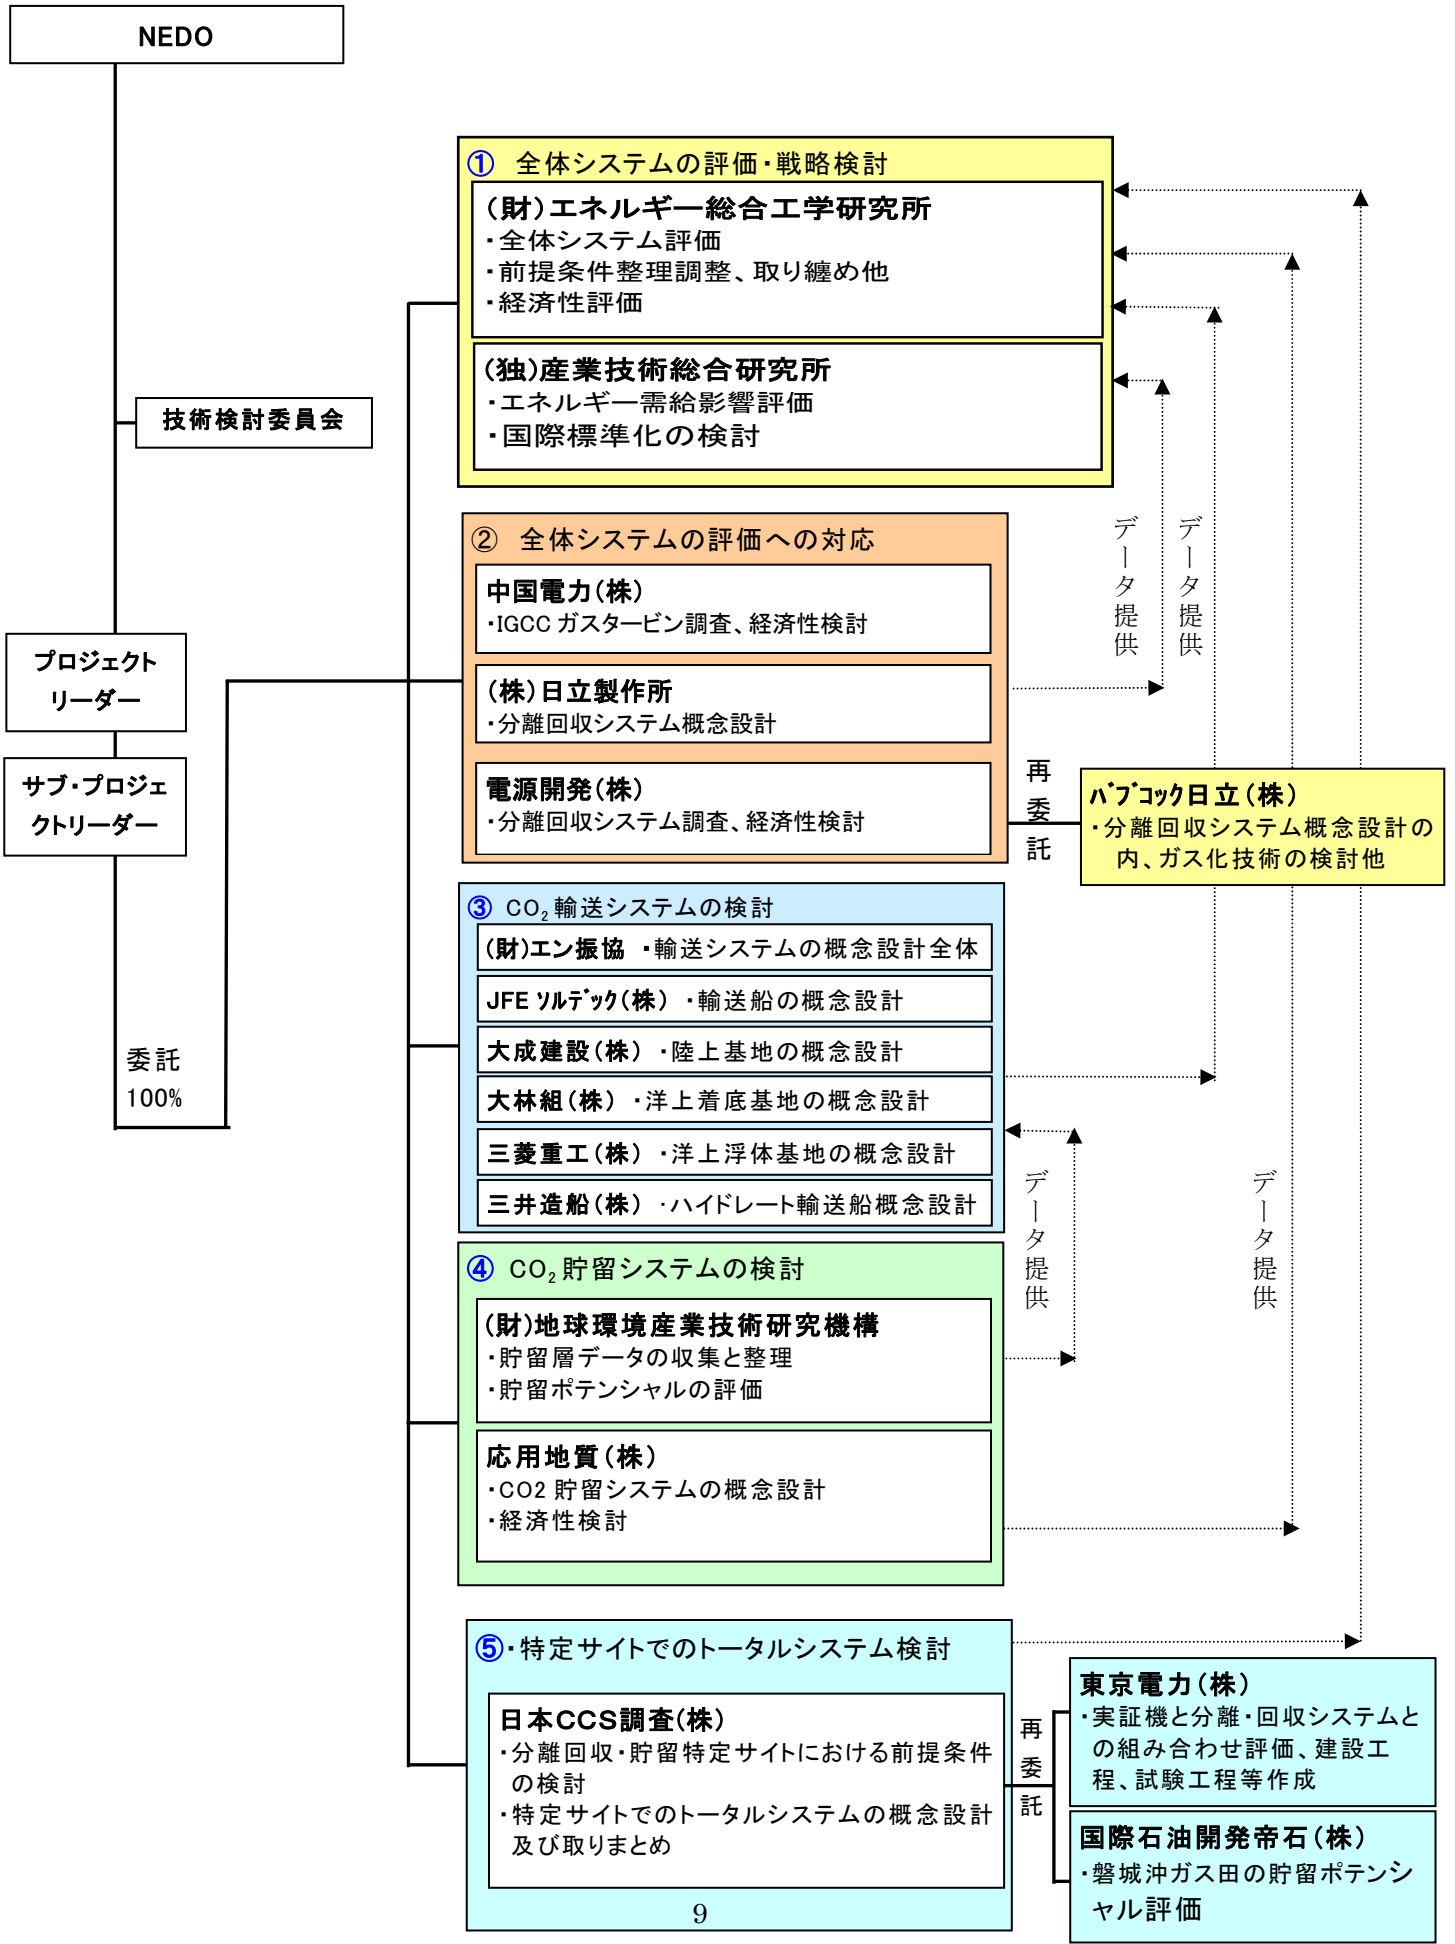 NEDO
① 全体システムの評価・戦略検討
(財)エネルギー総合工学研究所
・全体システム評価
・前提条件整理調整、取り纏め他
・経済性評価
(独)産業技術総合研究所
・エネルギー需給影響評価
・国際標準化の検討
技術検討委員会
② 全体システムの評価への対応
中国電力(株)
・IGCC ガスタービン調査、経済性検討
(株)日立製作所
・分離回収システム概念設計
電源開発(株)
・分離回収システム調査、経済性検討
データ提供
データ提供
プロジェクト
リーダー
サブ・プロジェ
クトリーダー
再委託
バブコック日立(株)
・分離回収システム概念設計の
内、ガス化技術の検討他
委託
100%
③ CO₂ 輸送システムの検討
(財)エン振協 ・輸送システムの概念設計全体
JFE ソルデック(株) ・輸送船の概念設計
大成建設(株) ・陸上基地の概念設計
大林組(株) ・洋上着底基地の概念設計
三菱重工(株) ・洋上浮体基地の概念設計
三井造船(株) ・ハイドレート輸送船概念設計
データ提供
データ提供
④ CO₂ 貯留システムの検討
(財)地球環境産業技術研究機構
・貯留層データの収集と整理
・貯留ポテンシャルの評価
応用地質(株)
・CO2 貯留システムの概念設計
・経済性検討
⑤・特定サイトでのトータルシステム検討
日本CCS調査(株)
・分離回収・貯留特定サイトにおける前提条件
の検討
・特定サイトでのトータルシステムの概念設計
及び取りまとめ
再委託
東京電力(株)
・実証機と分離・回収システムと
の組み合わせ評価、建設工
程、試験工程等作成
国際石油開発帝石(株)
・磐城沖ガス田の貯留ポテンシ
ャル評価
9